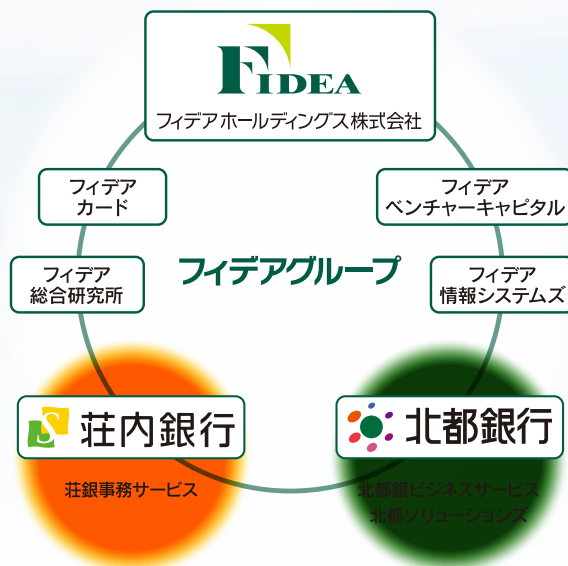 FIDEA
フィデアホールディングス株式会社
フィデア
カード
フィデア
ベンチャーキャピタル
フィデアグループ
フィデア
総合研究所
フィデア
情報システムズ
S 荘内銀行
北都銀行
荘銀事務サービス
北都銀ビジネスサービス
北都ソリューションズ